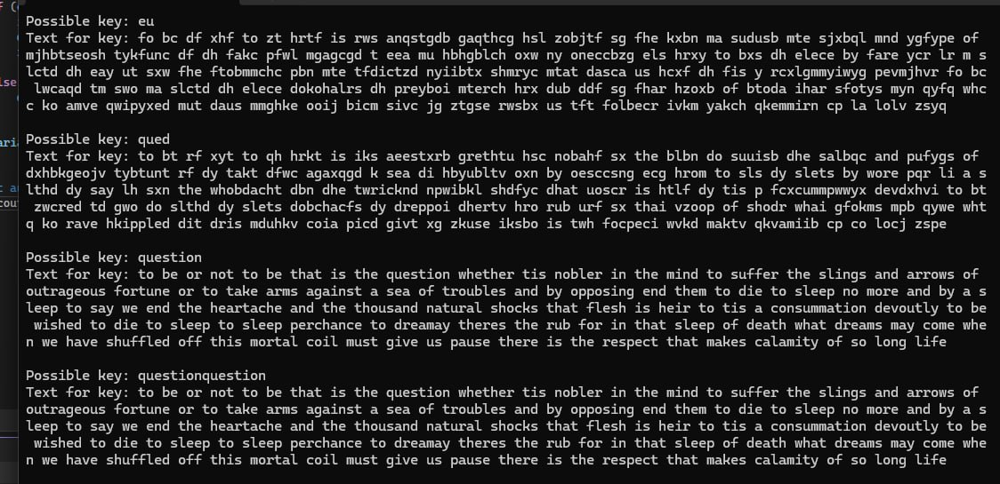 f (
Possible key: eu
Text for key: fo bc df xhf to zt hrtf is rws anqstgdb gaqthcg hsl zobjtf sg fhe kxbn ma sudusb mte sjxbql mnd ygfype of
mjhbtseosh tykfunc df dh fakc pfwl mgagcgd t eea mu hbhgblch oxw ny oneccbzg els hrxy to bxs dh elece by fare ycr lr m s
lctd dh eay ut sxw fhe ftobmmchc pbn mte tfdictzd nyiibtx shmryc mtat dasca us hcxf dh fis y rcxlgmmyiwyg pevmjhvr fo bc
lse
lwcaqd tm swo ma slctd dh elece dokohalrs dh preyboi mterch hrx dub ddf sg fhar hzoxb of btoda ihar sfotys myn qyfq whc
c ko amve qwipyxed mut daus mmghke ooij bicm sivc jg ztgse rwsbx us tft folbecr ivkm yakch qkemmirn cp la lolv zsyq
aria
Possible key: qued
Text for key: to bt rf xyt to qh hrkt is iks aeestxrb grethtu hsc nobahf sx the blbn do suuisb dhe salbqc and pufygs of
dxhbkgeojv tybtunt rf dy takt dfwc agaxqgd k sea di hbyubltv oxn by oesccsng ecg hrom to sls dy slets by wore pqr li a s
t a
lthd dy say lh sxn the whobdacht dbn dhe twricknd npwibkl shdfyc dhat uoscr is htlf dy tis p fcxcummpwwyx devdxhvi to bt
cout
zwcred td gwo do slthd dy slets dobchacfs dy dreppoi dhertv hro rub urf sx thai vzoop of shodr whai gfokms mpb qywe wht
q ko rave hkippled dit dris mduhkv coia picd givt xg zkuse iksbo is twh focpeci wvkd maktv qkvamiib cp co locj zspe
Possible key: question
Text for key: to be or not to be that is the question whether tis nobler in the mind to suffer the slings and arrows of
outrageous fortune or to take arms against a sea of troubles and by opposing end them to die to sleep no more and by a s
leep to say we end the heartache and the thousand natural shocks that flesh is heir to tis a consummation devoutly to be
wished to die to sleep to sleep perchance to dreamay theres the rub for in that sleep of death what dreams may come whe
n we have shuffled off this mortal coil must give us pause there is the respect that makes calamity of so long life
Possible key: questionquestion
Text for key: to be or not to be that is the question whether tis nobler in the mind to suffer the slings and arrows of
outrageous fortune or to take arms against a sea of troubles and by opposing end them to die to sleep no more and by a s
leep to say we end the heartache and the thousand natural shocks that flesh is heir to tis a consummation devoutly to be
wished to die to sleep to sleep perchance to dreamay theres the rub for in that sleep of death what dreams may come whe
n we have shuffled off this mortal coil must give us pause there is the respect that makes calamity of so long life